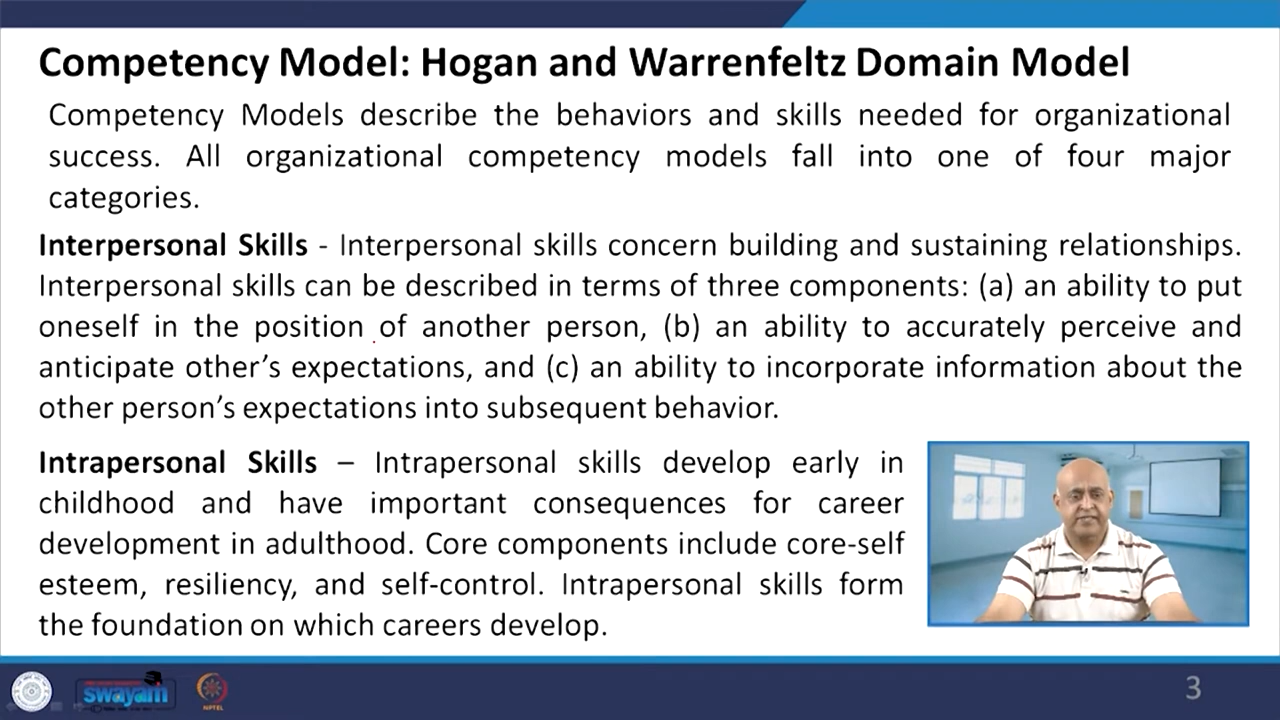 Competency Model: Hogan and Warrenfeltz Domain Model
Competency Models describe the behaviors and skills needed for organizational
success. All organizational competency models fall into one of four major
categories.
Interpersonal Skills - Interpersonal skills concern building and sustaining relationships.
Interpersonal skills can be described in terms of three components: (a) an ability to put
oneself in the position of another person, (b) an ability to accurately perceive and
anticipate other’s expectations, and (c) an ability to incorporate information about the
other person’s expectations into subsequent behavior.
Intrapersonal Skills – Intrapersonal skills develop early in
childhood and have important consequences for career
development in adulthood. Core components include core-self
esteem, resiliency, and self-control. Intrapersonal skills form
the foundation on which careers develop.
swayam
NPTEL
3